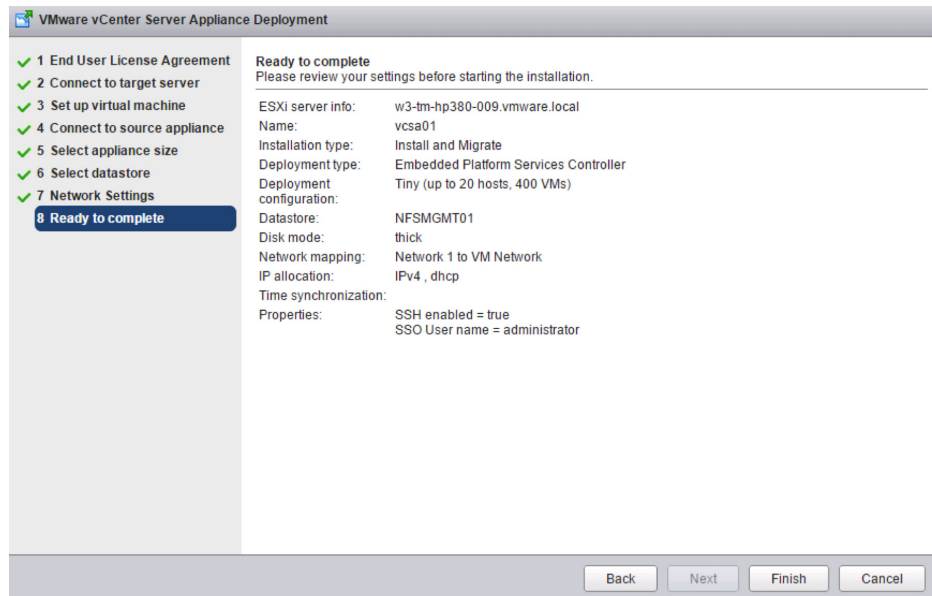 VMware vCenter Server Appliance Deployment
1 End User License Agreement
2 Connect to target server
3 Set up virtual machine
4 Connect to source appliance
5 Select appliance size
6 Select datastore
7 Network Settings
8 Ready to complete
Ready to complete
Please review your settings before starting the installation.
ESXi server info: w3-tm-hp380-009.vmware.local
Name: vcsa01
Installation type: Install and Migrate
Deployment type: Embedded Platform Services Controller
Deployment configuration: Tiny (up to 20 hosts, 400 VMs)
Datastore: NFSMGMT01
Disk mode: thick
Network mapping: Network 1 to VM Network
IP allocation: IPv4 , dhcp
Time synchronization:
Properties: SSH enabled = true
SSO User name = administrator
Back Next Finish Cancel